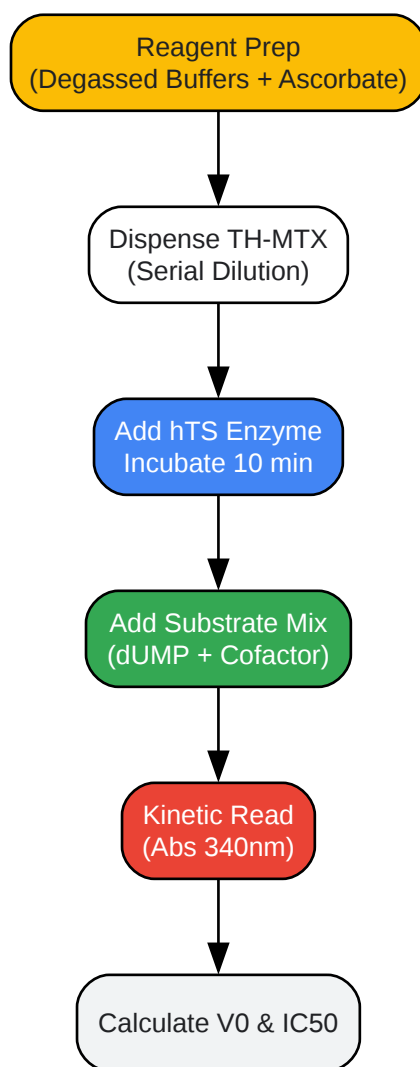 Reagent Prep
(Degassed Buffers + Ascorbate)
Dispense TH-MTX
(Serial Dilution)
Add hTS Enzyme
Incubate 10 min
Add Substrate Mix
(dUMP + Cofactor)
Kinetic Read
(Abs 340nm)
Calculate V0 & IC50